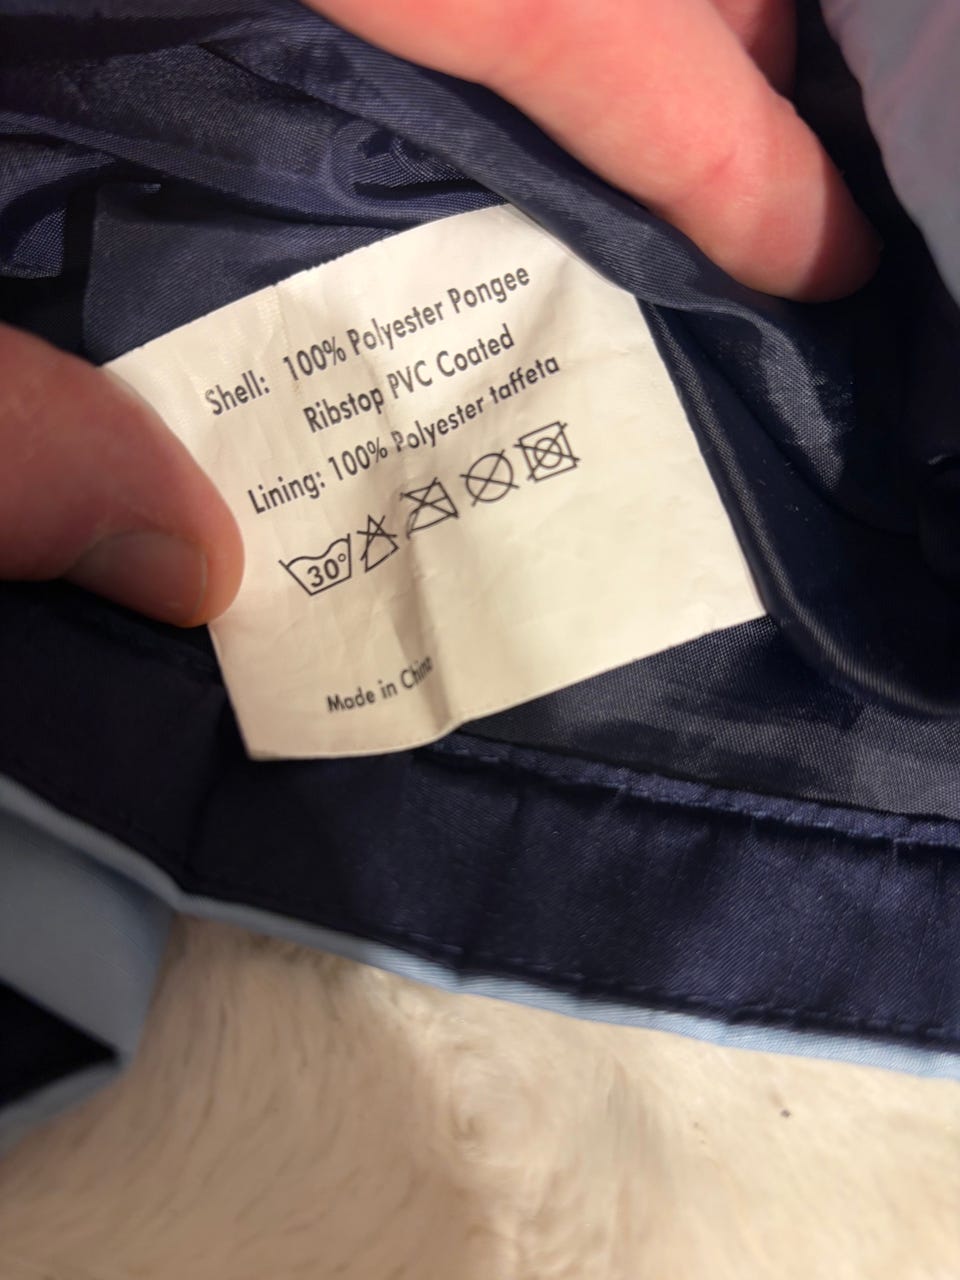 Shell: 100% Polyester Pongee
Ribstop PVC Coated
Lining: 100% Polyester taffeta
30°
Made in China